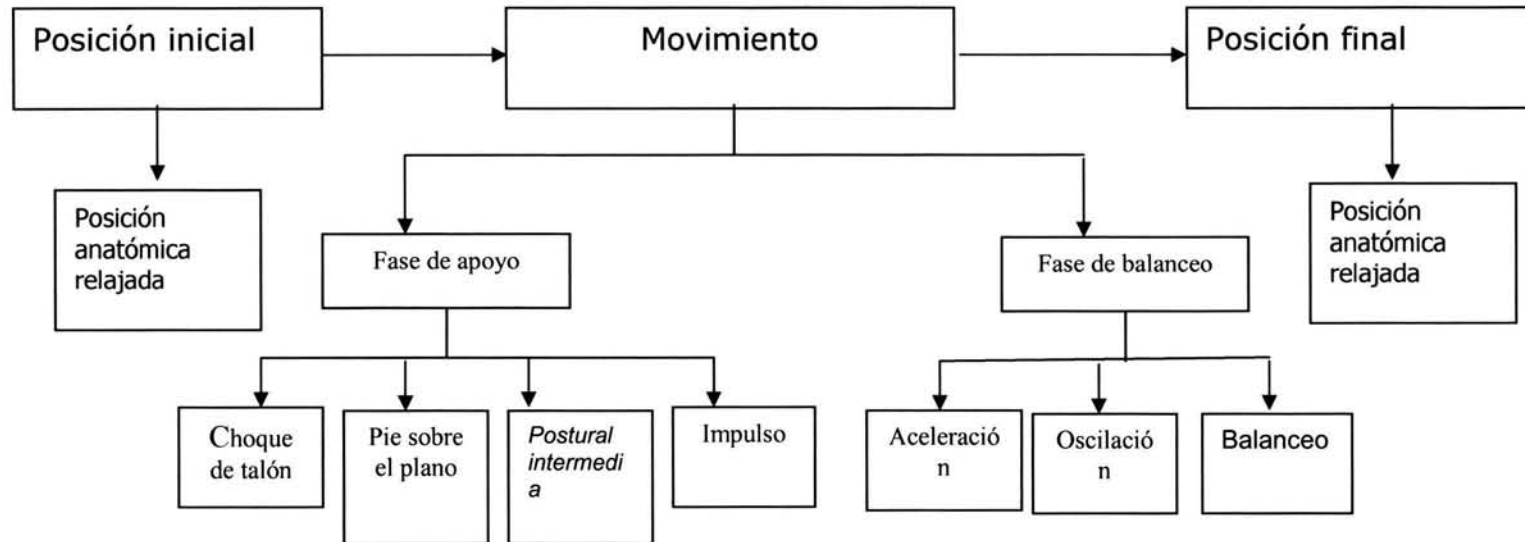 Posición inicial
Movimiento
Posición final
Posición
anatómica
relajada
Posición
anatómica
relajada
Fase de apoyo
Fase de balanceo
Choque
de talón
Pie sobre
el plano
Postural
intermedi
a
Impulso
Aceleració
n
Oscilació
n
Balanceo